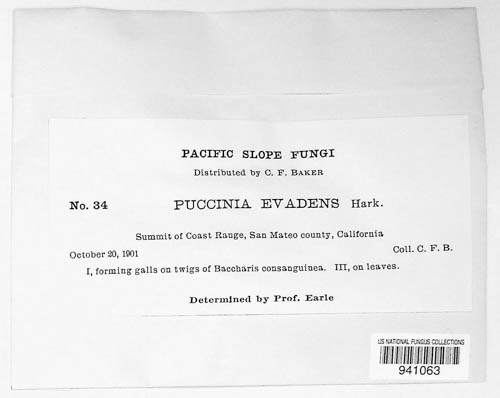 PACIFIC SLOPE FUNGI
Distributed by C. F. BAKER
No. 34 PUCCINIA EVADENS Hark.
Summit of Coast Range, San Mateo county, California
October 20, 1901 Coll. C. F. B.
I, forming galls on twigs of Baccharis consanguinea. III, on leaves.
Determined by Prof. Earle
US NATIONAL FUNGUS COLLECTIONS
941063